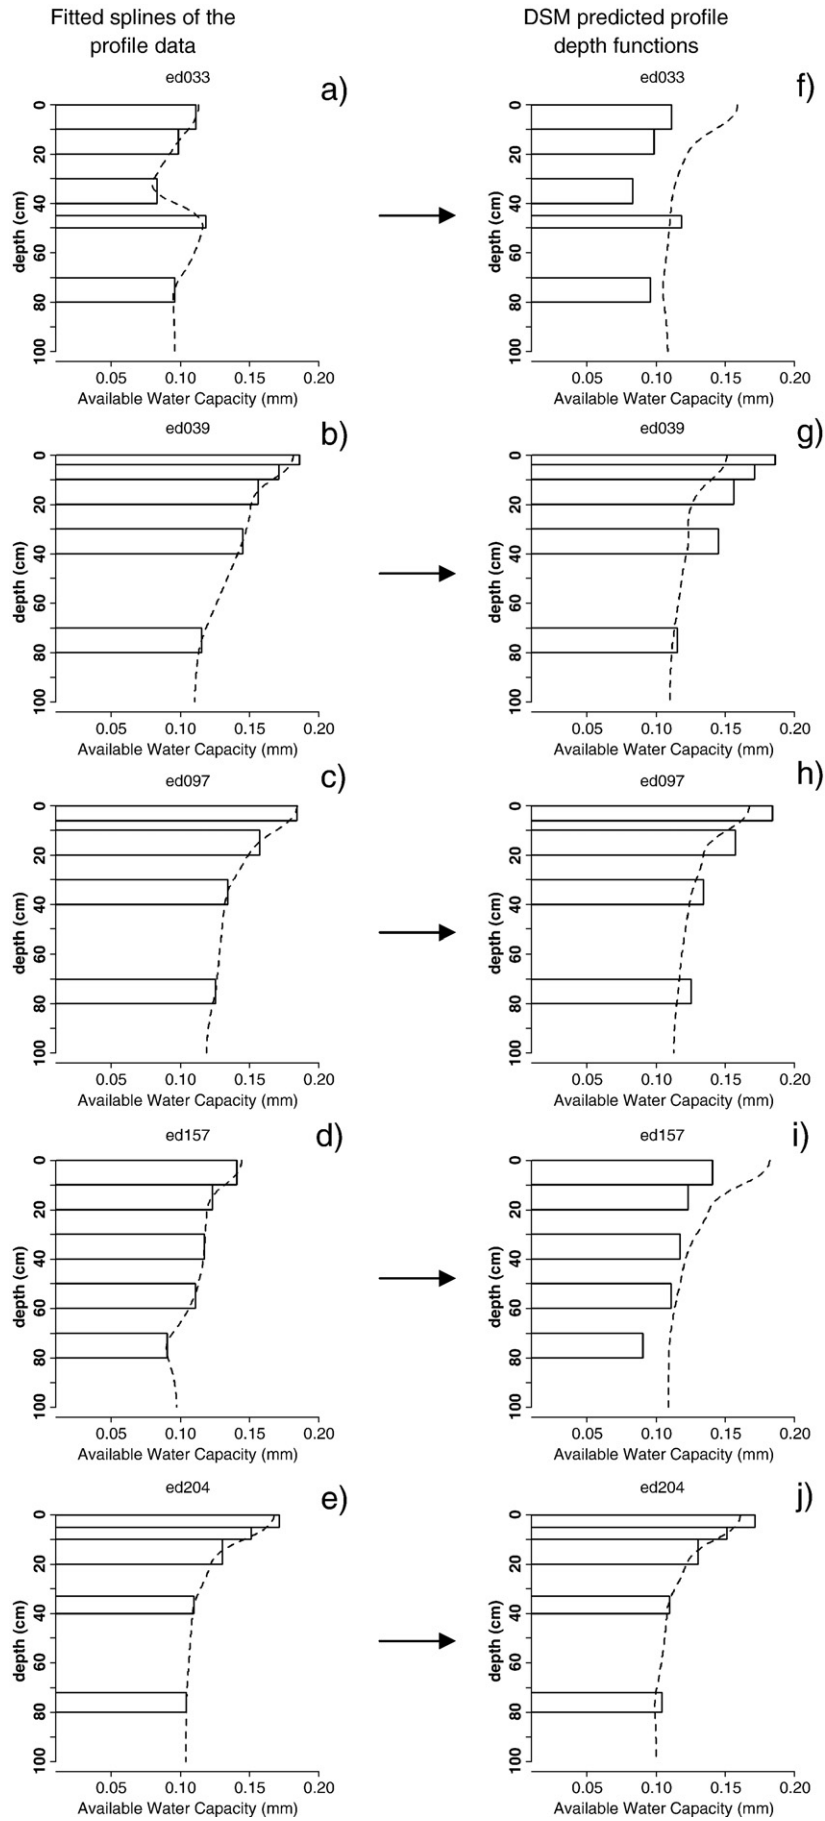 Fitted splines of the
profile data
DSM predicted profile
depth functions
ed033
a)
0
20
40
60
80
100
depth (cm)
0.05 0.10 0.15 0.20
Available Water Capacity (mm)
ed033
f)
0
20
40
60
80
100
depth (cm)
0.05 0.10 0.15 0.20
Available Water Capacity (mm)
ed039
b)
0
20
40
60
80
100
depth (cm)
0.05 0.10 0.15 0.20
Available Water Capacity (mm)
ed039
g)
0
20
40
60
80
100
depth (cm)
0.05 0.10 0.15 0.20
Available Water Capacity (mm)
ed097
c)
0
20
40
60
80
100
depth (cm)
0.05 0.10 0.15 0.20
Available Water Capacity (mm)
ed097
h)
0
20
40
60
80
100
depth (cm)
0.05 0.10 0.15 0.20
Available Water Capacity (mm)
ed157
d)
0
20
40
60
80
100
depth (cm)
0.05 0.10 0.15 0.20
Available Water Capacity (mm)
ed157
i)
0
20
40
60
80
100
depth (cm)
0.05 0.10 0.15 0.20
Available Water Capacity (mm)
ed204
e)
0
20
40
60
80
100
depth (cm)
0.05 0.10 0.15 0.20
Available Water Capacity (mm)
ed204
j)
0
20
40
60
80
100
depth (cm)
0.05 0.10 0.15 0.20
Available Water Capacity (mm)